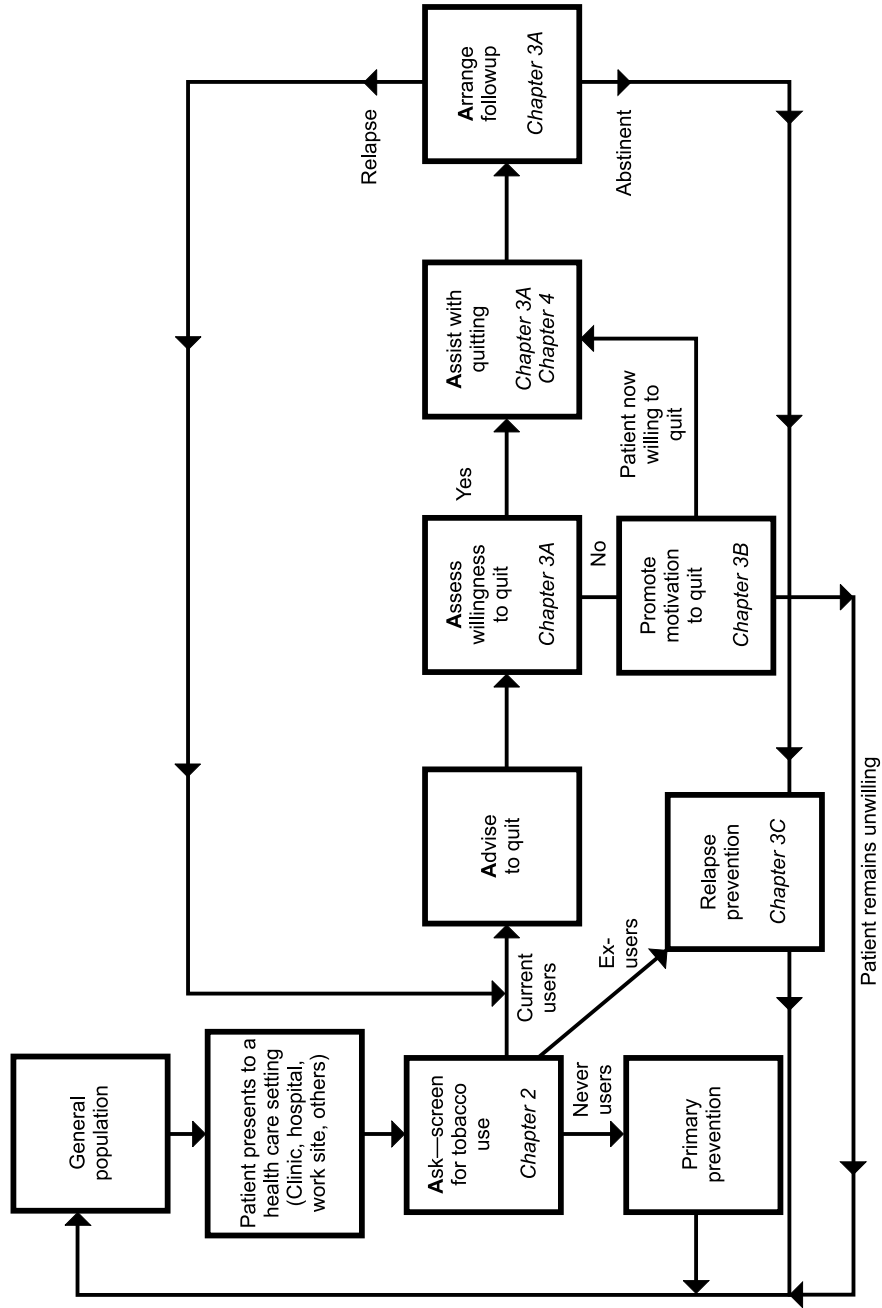 General
population
Patient presents to a
health care setting
(Clinic, hospital,
work site, others)
Ask—screen
for tobacco
use
Chapter 2
Never
users
Primary
prevention
Current
users
Ex-
users
Advise
to quit
Relapse
prevention
Chapter 3C
Assess
willingness
to quit
Chapter 3A
Yes
No
Promote
motivation
to quit
Chapter 3B
Patient now
willing to
quit
Patient remains unwilling
Assist with
quitting
Chapter 3A
Chapter 4
Arrange
followup
Chapter 3A
Relapse
Abstinent